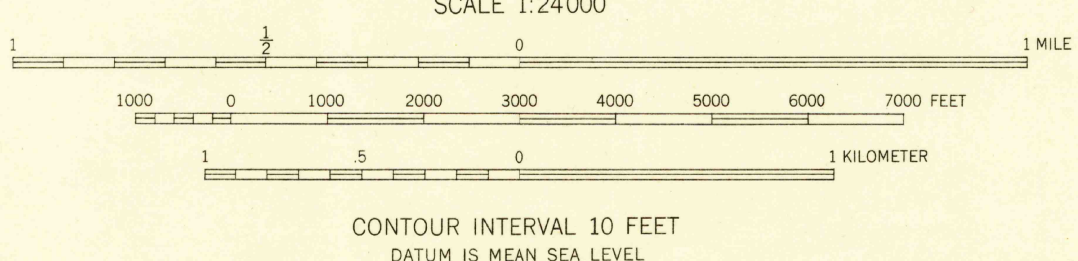 SCALE 1:24000
1 1/2 0 1 MILE
1000 0 1000 2000 3000 4000 5000 6000 7000 FEET
1 .5 0 1 KILOMETER
CONTOUR INTERVAL 10 FEET
DATUM IS MEAN SEA LEVEL